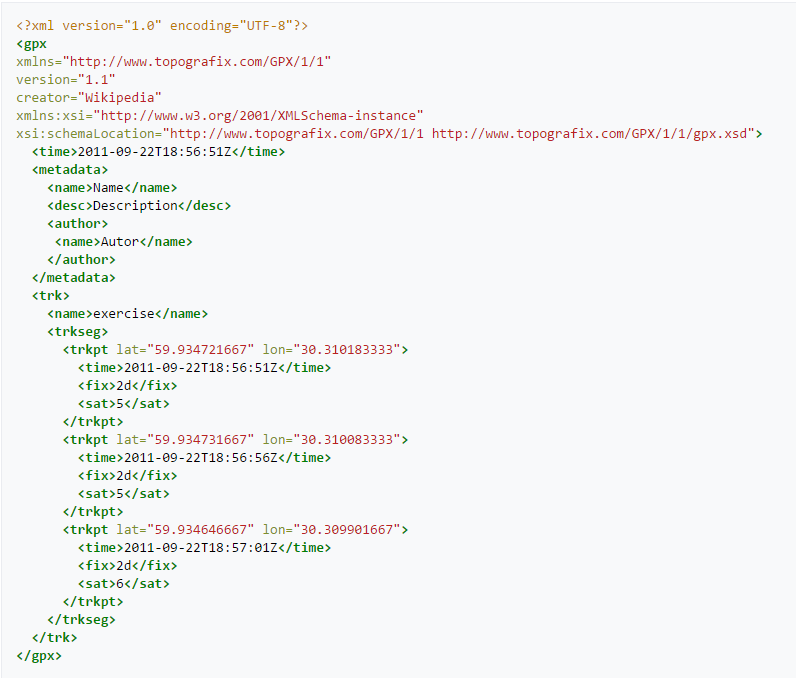 <?xml version="1.0" encoding="UTF-8"?>
<gpx
xmlns="http://www.topografix.com/GPX/1/1"
version="1.1"
creator="Wikipedia"
xmlns:xsi="http://www.w3.org/2001/XMLSchema-instance"
xsi:schemaLocation="http://www.topografix.com/GPX/1/1 http://www.topografix.com/GPX/1/1/gpx.xsd">
  <time>2011-09-22T18:56:51Z</time>
  <metadata>
    <name>Name</name>
    <desc>Description</desc>
    <author>
     <name>Autor</name>
    </author>
  </metadata>
  <trk>
    <name>exercise</name>
    <trkseg>
      <trkpt lat="59.934721667" lon="30.310183333">
        <time>2011-09-22T18:56:51Z</time>
        <fix>2d</fix>
        <sat>5</sat>
      </trkpt>
      <trkpt lat="59.934731667" lon="30.310083333">
        <time>2011-09-22T18:56:56Z</time>
        <fix>2d</fix>
        <sat>5</sat>
      </trkpt>
      <trkpt lat="59.934646667" lon="30.309901667">
        <time>2011-09-22T18:57:01Z</time>
        <fix>2d</fix>
        <sat>6</sat>
      </trkpt>
    </trkseg>
  </trk>
</gpx>